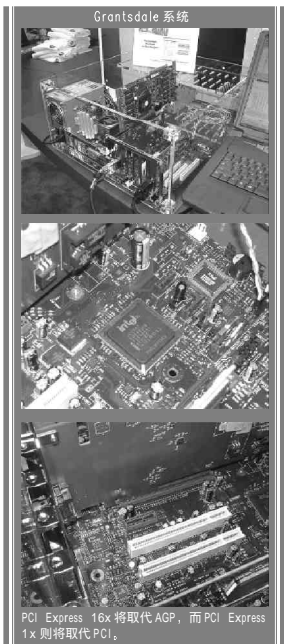 Grantsdale 系统
intel
PCI Express 16x 将取代 AGP，而 PCI Express
1x 则将取代 PCI。